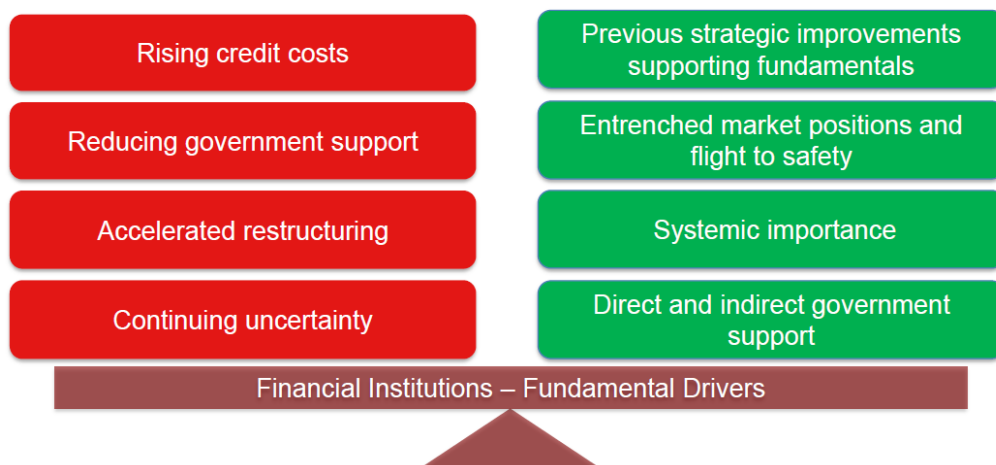 Rising credit costs
Reducing government support
Accelerated restructuring
Continuing uncertainty
Previous strategic improvements
supporting fundamentals
Entrenched market positions and
flight to safety
Systemic importance
Direct and indirect government
support
Financial Institutions – Fundamental Drivers